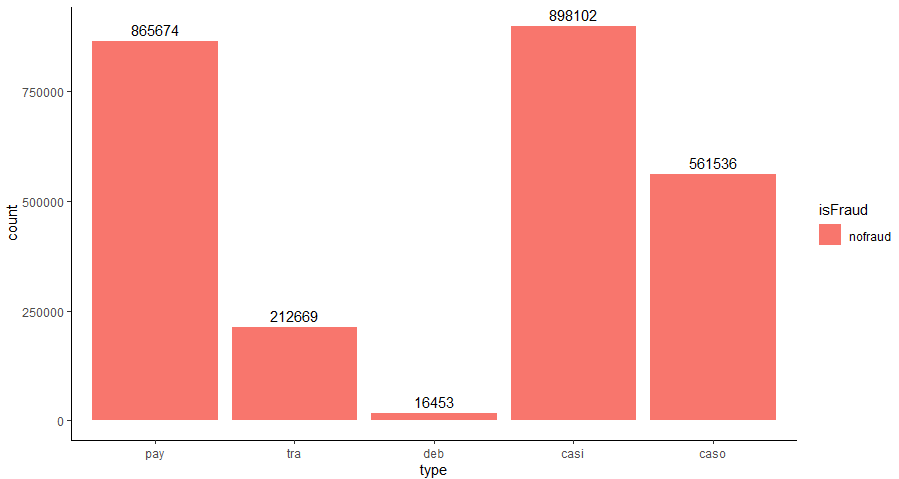 898102
865674
750000
561536
500000
isFraud
nofraud
count
250000
212669
16453
0
pay tra deb casi caso
type